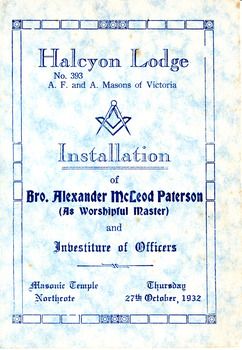 Halcyon Lodge
No. 393
A. F. and A. Masons of Victoria
Installation
of
Bro. Alexander McLeod Paterson
(As Worshipful Master)
and
Investiture of Officers
Masonic Temple Thursday
Northcote 27th October, 1932